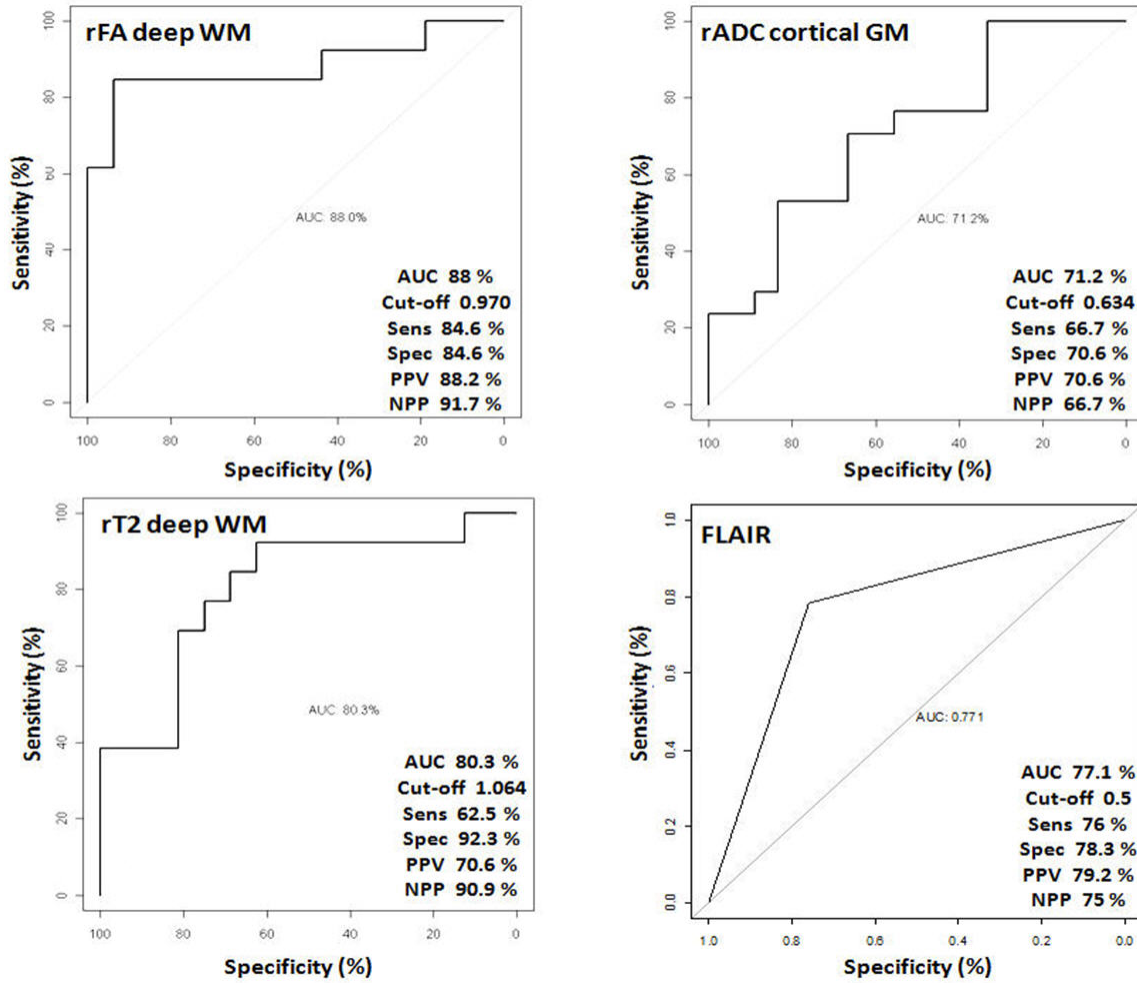 rFA deep WM
Sensitivity (%)
100
80
60
40
20
0
AUC: 88.0%
AUC 88 %
Cut-off 0.970
Sens 84.6 %
Spec 84.6 %
PPV 88.2 %
NPP 91.7 %
100 80 60 40 20 0
Specificity (%)
rADC cortical GM
Sensitivity (%)
100
80
60
40
20
0
AUC: 71.2%
AUC 71.2 %
Cut-off 0.634
Sens 66.7 %
Spec 70.6 %
PPV 70.6 %
NPP 66.7 %
100 80 60 40 20 0
Specificity (%)
rT2 deep WM
Sensitivity (%)
100
80
60
40
20
0
AUC: 80.3%
AUC 80.3 %
Cut-off 1.064
Sens 62.5 %
Spec 92.3 %
PPV 70.6 %
NPP 90.9 %
100 80 60 40 20 0
Specificity (%)
FLAIR
Sensitivity (%)
1.0
0.8
0.6
0.4
0.2
0.0
AUC: 0.771
AUC 77.1 %
Cut-off 0.5
Sens 76 %
Spec 78.3 %
PPV 79.2 %
NPP 75 %
1.0 0.8 0.6 0.4 0.2 0.0
Specificity (%)